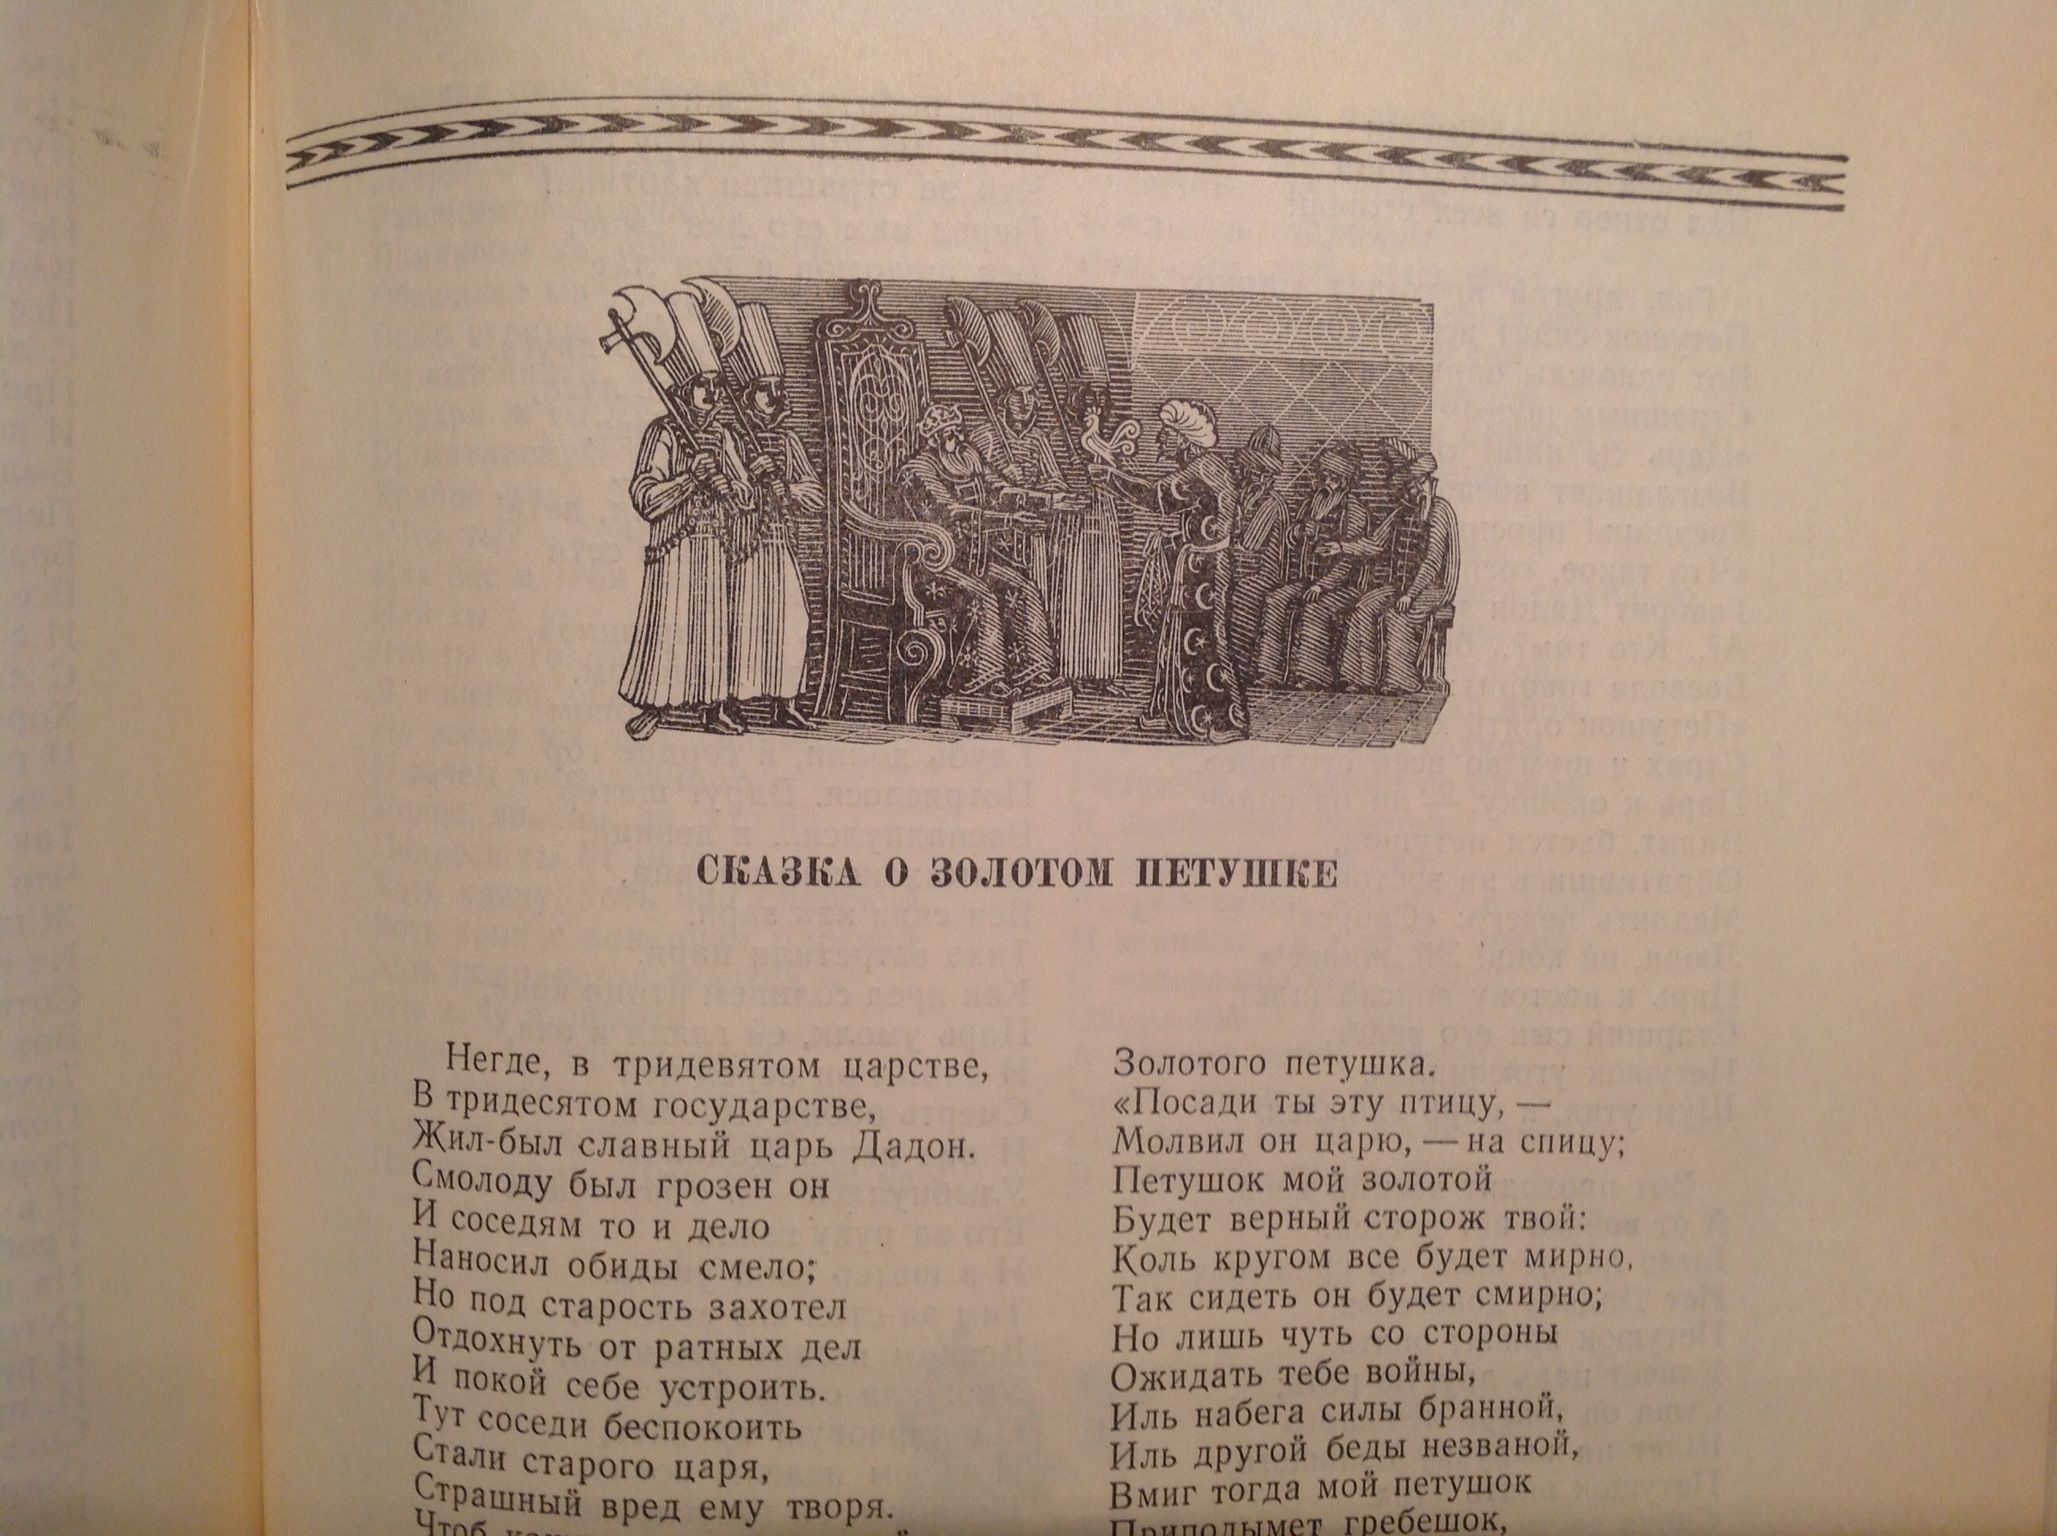 СКАЗКА О ЗОЛОТОМ ПЕТУШКЕ
Негде, в тридевятом царстве,
В тридесятом государстве,
Жил-был славный царь Дадон.
Смолоду был грозен он
И соседям то и дело
Наносил обиды смело;
Но под старость захотел
Отдохнуть от ратных дел
И покой себе устроить.
Тут соседи беспокоить
Стали старого царя,
Страшный вред ему творя.
Чтоб
Золотого петушка.
«Посади ты эту птицу, —
Молвил он царю, — на спицу;
Петушок мой золотой
Будет верный сторож твой:
Коль кругом все будет мирно,
Так сидеть он будет смирно;
Но лишь чуть со стороны
Ожидать тебе войны,
Иль набега силы бранной,
Иль другой беды незваной,
Вмиг тогда мой петушок
Приподымет гребешок,